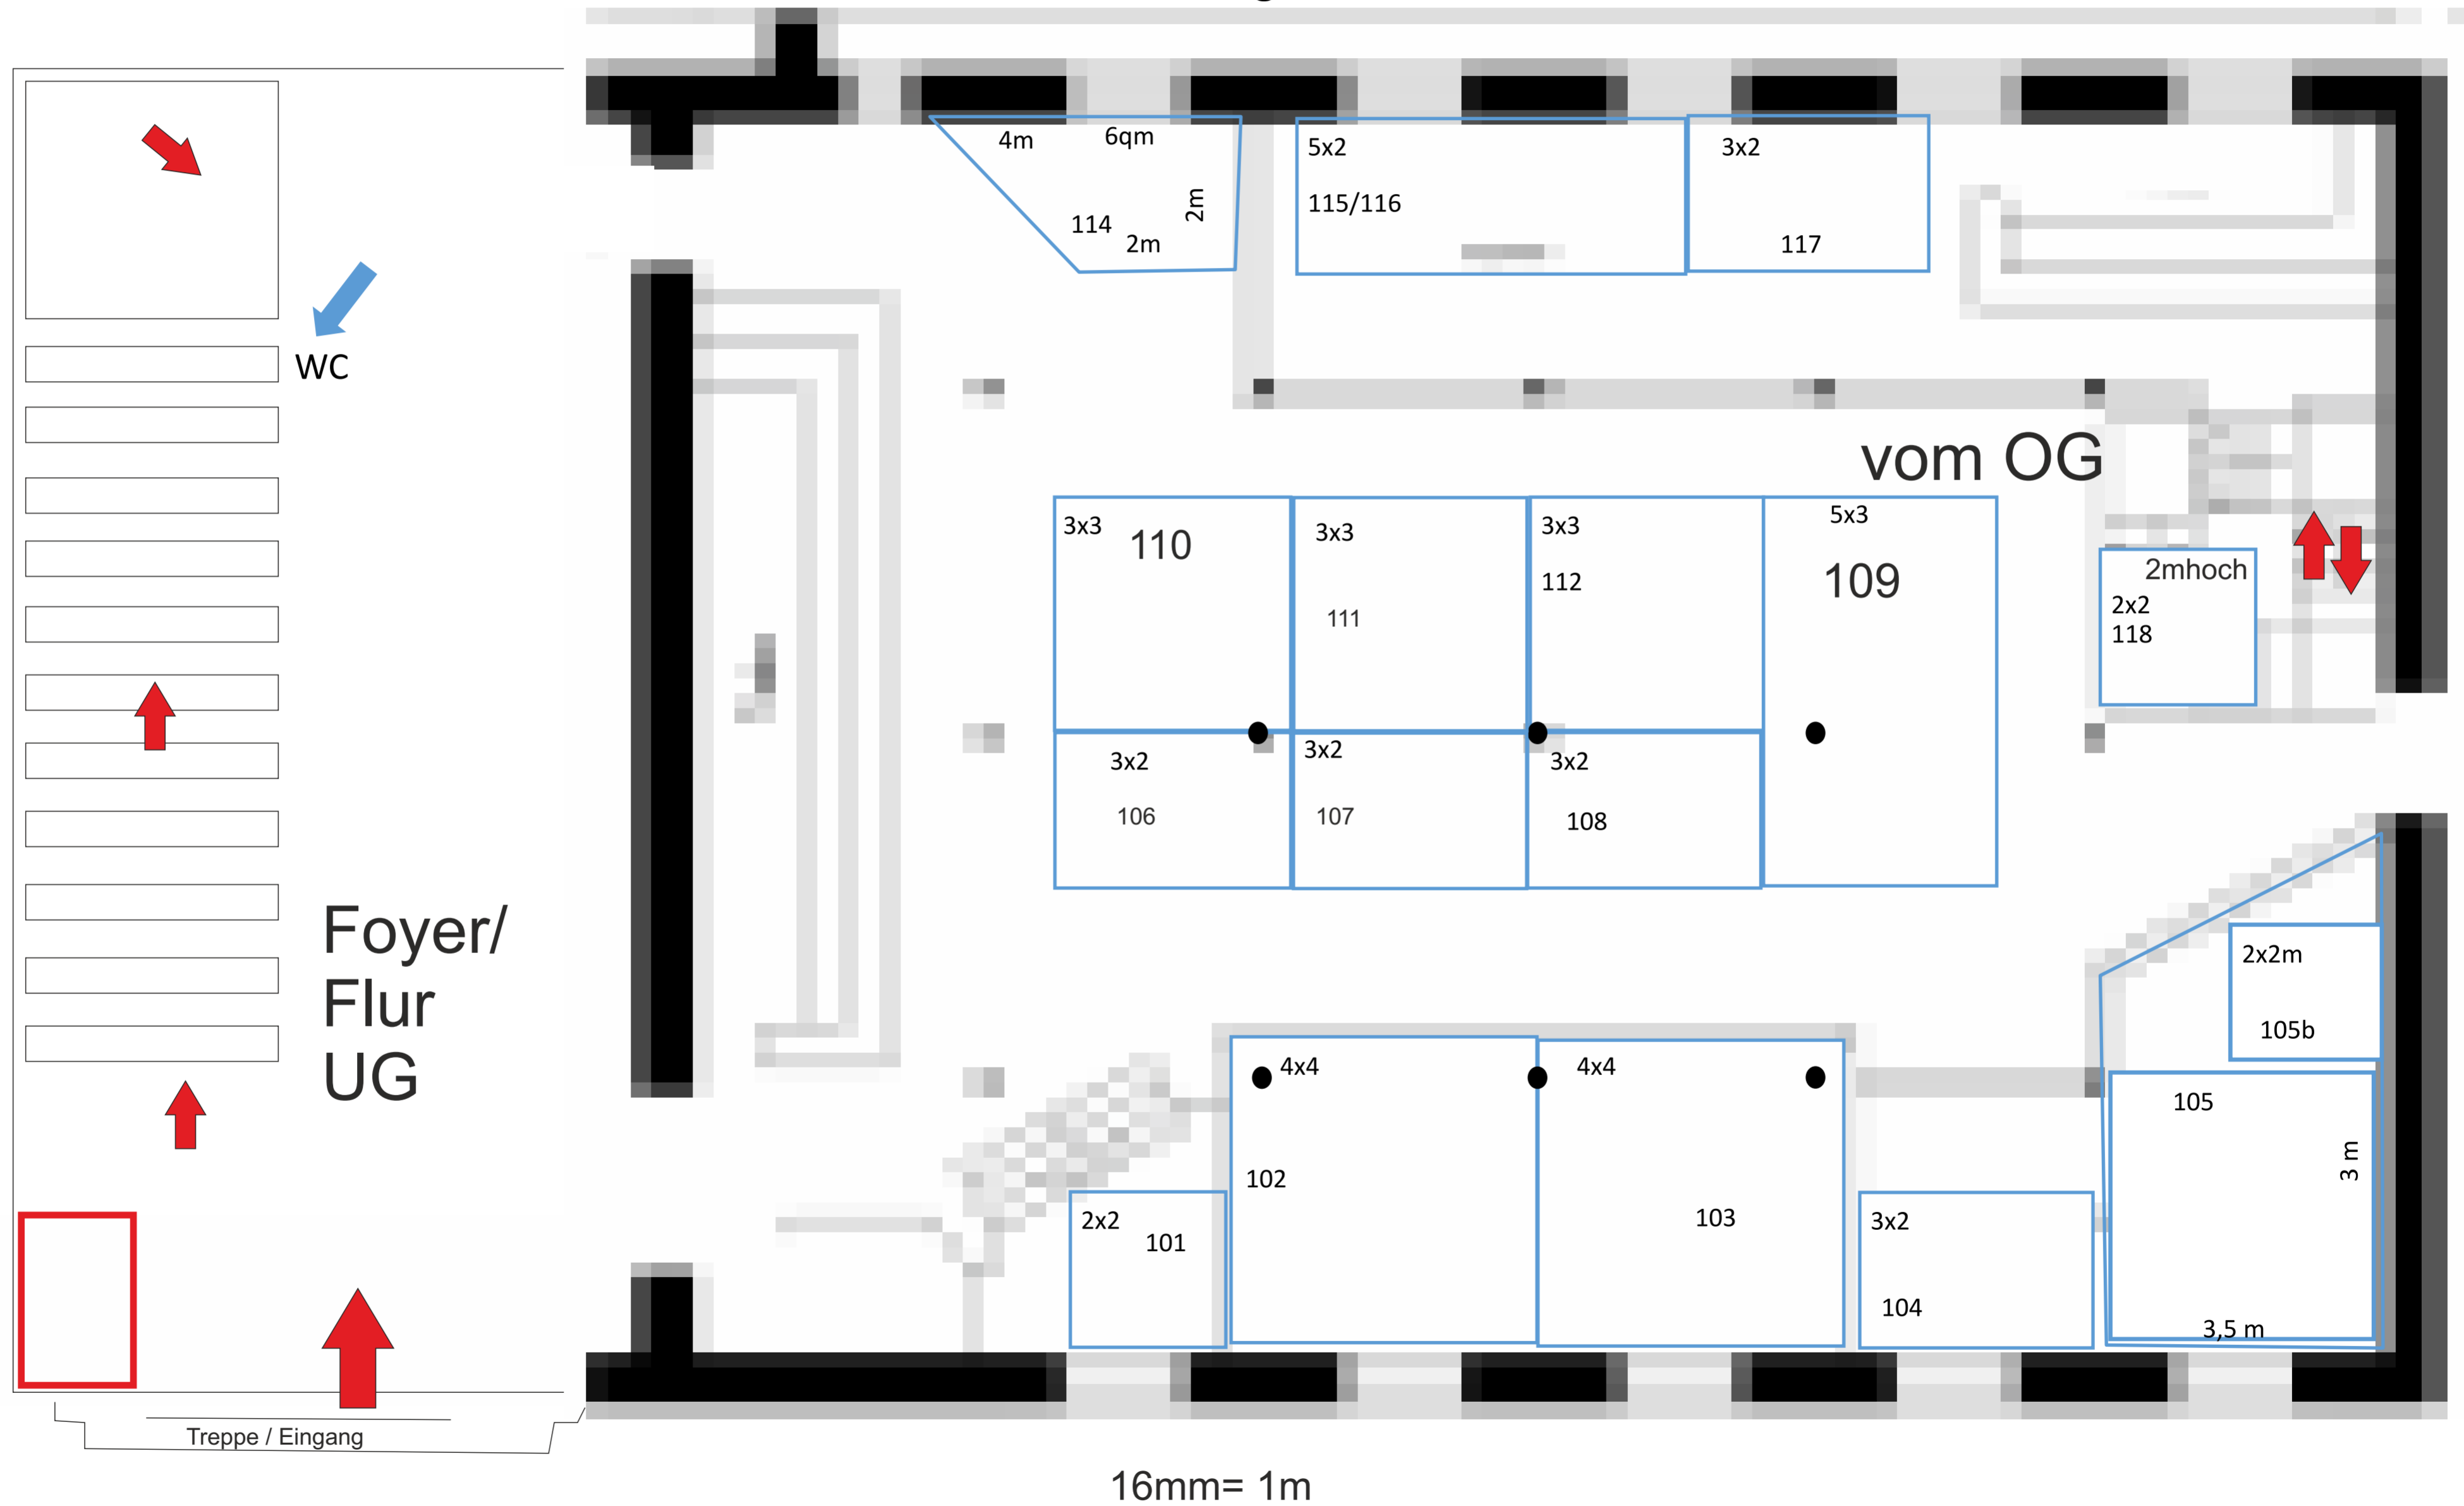 4m
6qm
2m
114
2m
5x2
115/116
3x2
117
WC
vom OG
3x3
110
3x3
111
3x3
112
5x3
109
2mhoch
2x2
118
3x2
106
3x2
107
3x2
108
Foyer/
Flur
UG
2x2m
105b
4x4
102
4x4
103
105
3 m
3,5 m
2x2
101
3x2
104
Treppe / Eingang
16mm= 1m